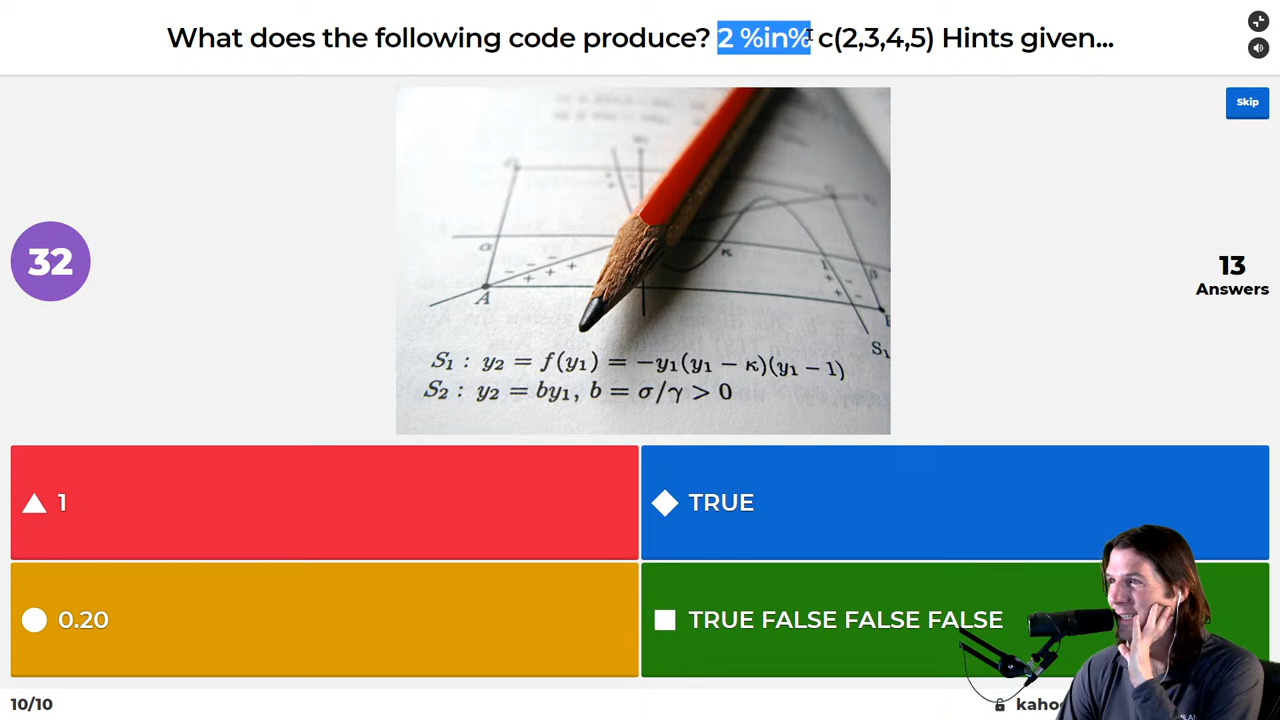 What does the following code produce? 2 %in% c(2,3,4,5) Hints given...
Skip
32
13
Answers
α
κ
A
S₁
S₁ : y₂ = f(y₁) = −y₁(y₁ − κ)(y₁ − 1)
S₂ : y₂ = by₁, b = σ/γ > 0
1
TRUE
0.20
TRUE FALSE FALSE FALSE
10/10